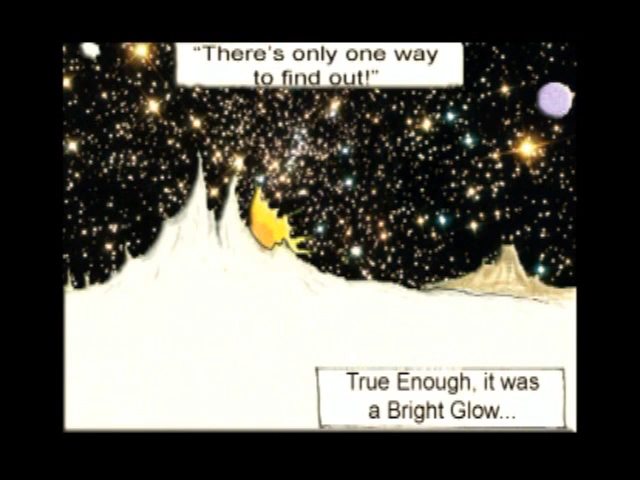 “There's only one way
to find out!”
True Enough, it was
a Bright Glow...